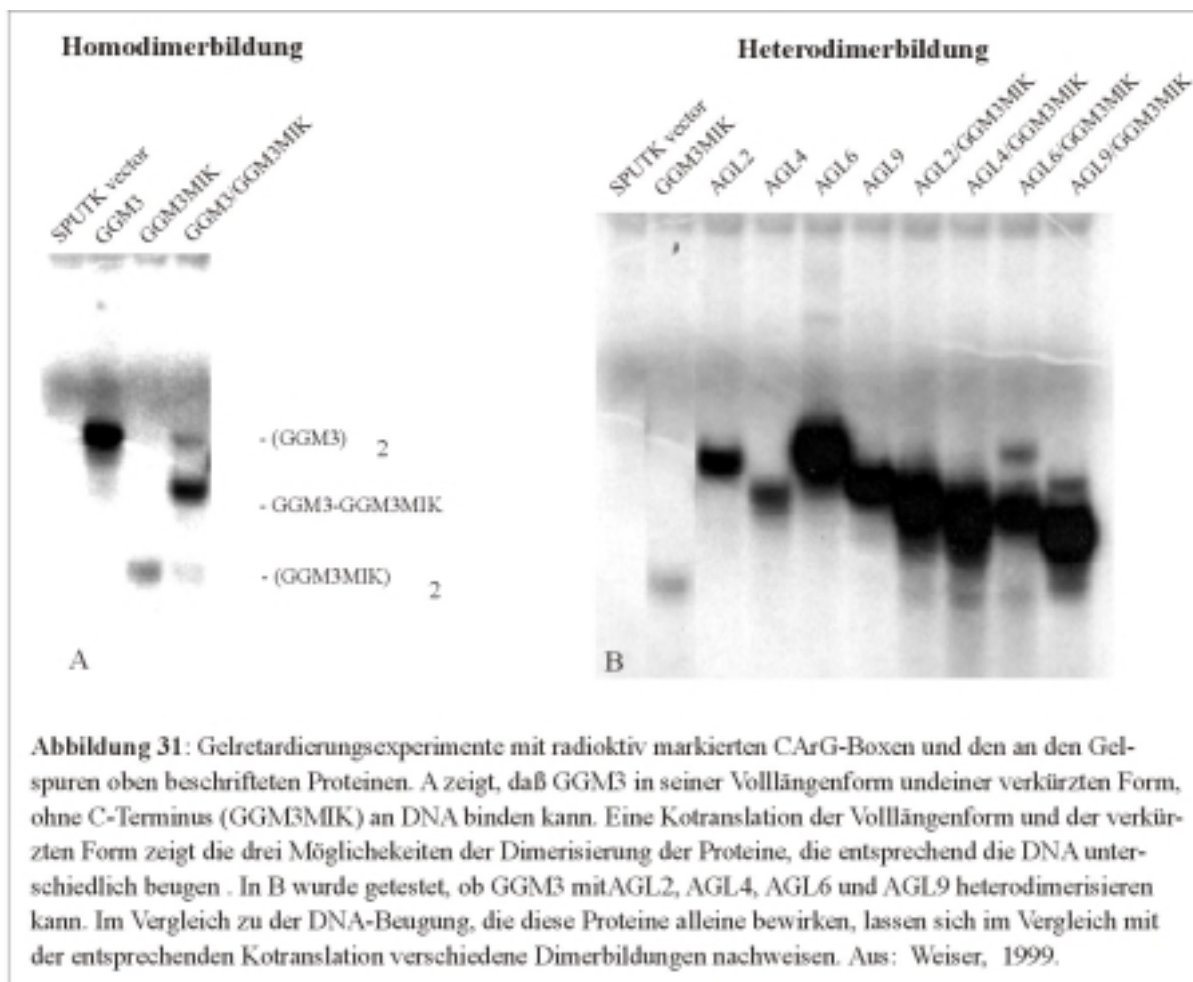 Homodimerbildung
Heterodimerbildung
SPUTK vector
GGM3
GGM3MIK
GGM3/GGM3MIK
SPUTK vector
GGM3MIK
AGL2
AGL4
AGL6
AGL9
AGL2/GGM3MIK
AGL4/GGM3MIK
AGL6/GGM3MIK
AGL9/GGM3MIK
- (GGM3) 2
- GGM3-GGM3MIK
- (GGM3MIK) 2
A
B
Abbildung 31: Gelretardierungsexperimente mit radioktiv markierten CArG-Boxen und den an den Gel-
spuren oben beschrifteten Proteinen. A zeigt, daß GGM3 in seiner Volllängenform undeiner verkürzten Form,
ohne C-Terminus (GGM3MIK) an DNA binden kann. Eine Kotranslation der Volllängenform und der verkür-
zten Form zeigt die drei Möglichekeiten der Dimerisierung der Proteine, die entsprechend die DNA unter-
schiedlich beugen . In B wurde getestet, ob GGM3 mitAGL2, AGL4, AGL6 und AGL9 heterodimerisieren
kann. Im Vergleich zu der DNA-Beugung, die diese Proteine alleine bewirken, lassen sich im Vergleich mit
der entsprechenden Kotranslation verschiedene Dimerbildungen nachweisen. Aus: Weiser, 1999.